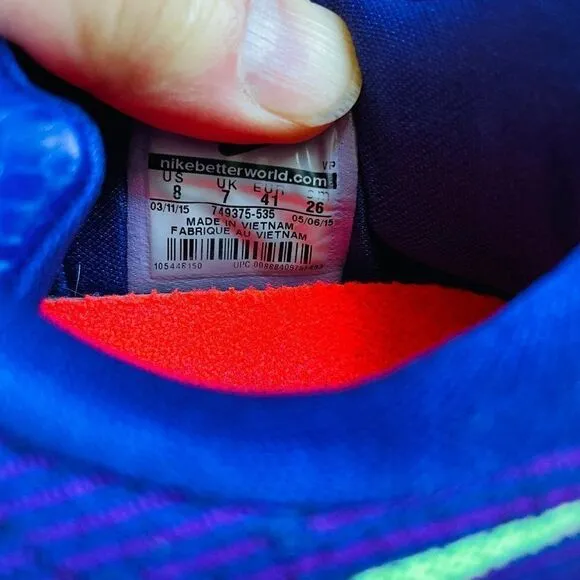 nikebetterworld.com
US UK EUR cm
8 7 41 26
03/11/15 749375-535 05/06/15
MADE IN VIETNAM
FABRIQUE AU VIETNAM
UPC